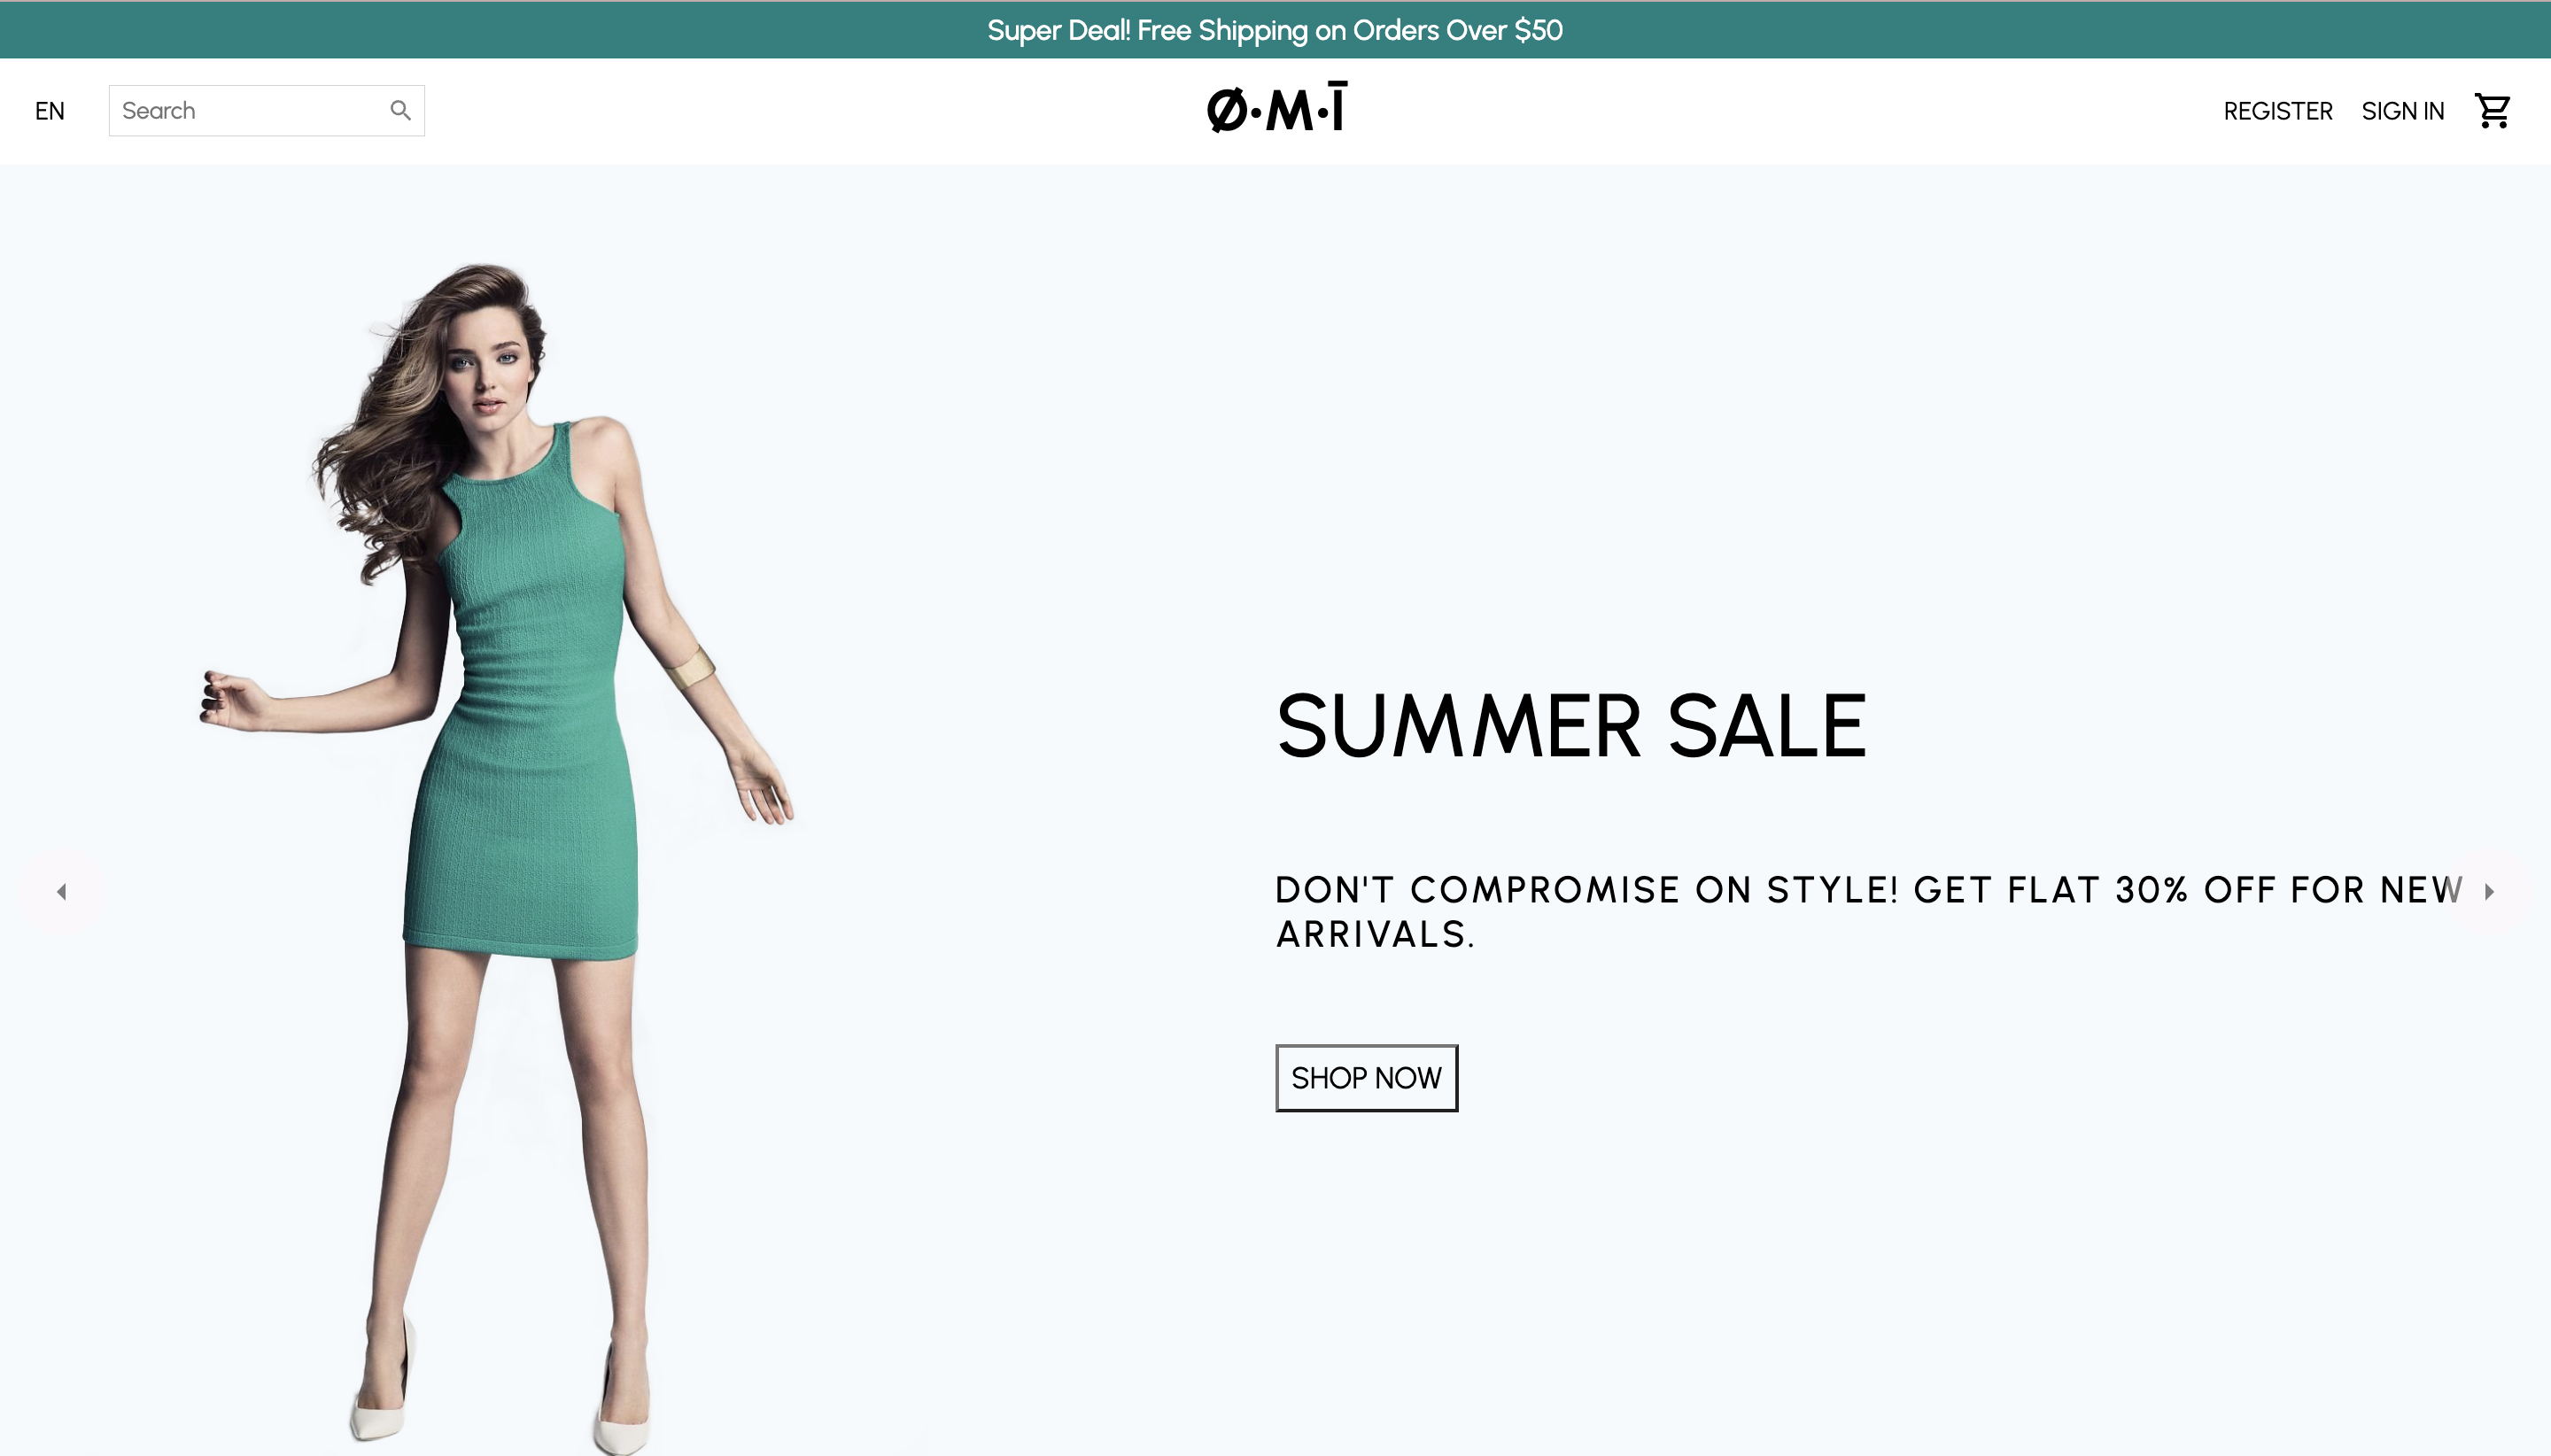 Super Deal! Free Shipping on Orders Over $50
EN
Search
Ø·M·Ī
REGISTER
SIGN IN
SUMMER SALE
DON'T COMPROMISE ON STYLE! GET FLAT 30% OFF FOR NEW
ARRIVALS.
SHOP NOW